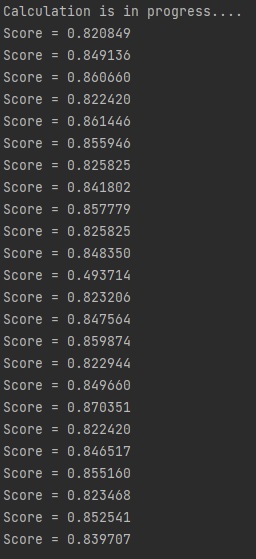 Calculation is in progress....
Score = 0.820849
Score = 0.849136
Score = 0.860660
Score = 0.822420
Score = 0.861446
Score = 0.855946
Score = 0.825825
Score = 0.841802
Score = 0.857779
Score = 0.825825
Score = 0.848350
Score = 0.493714
Score = 0.823206
Score = 0.847564
Score = 0.859874
Score = 0.822944
Score = 0.849660
Score = 0.870351
Score = 0.822420
Score = 0.846517
Score = 0.855160
Score = 0.823468
Score = 0.852541
Score = 0.839707